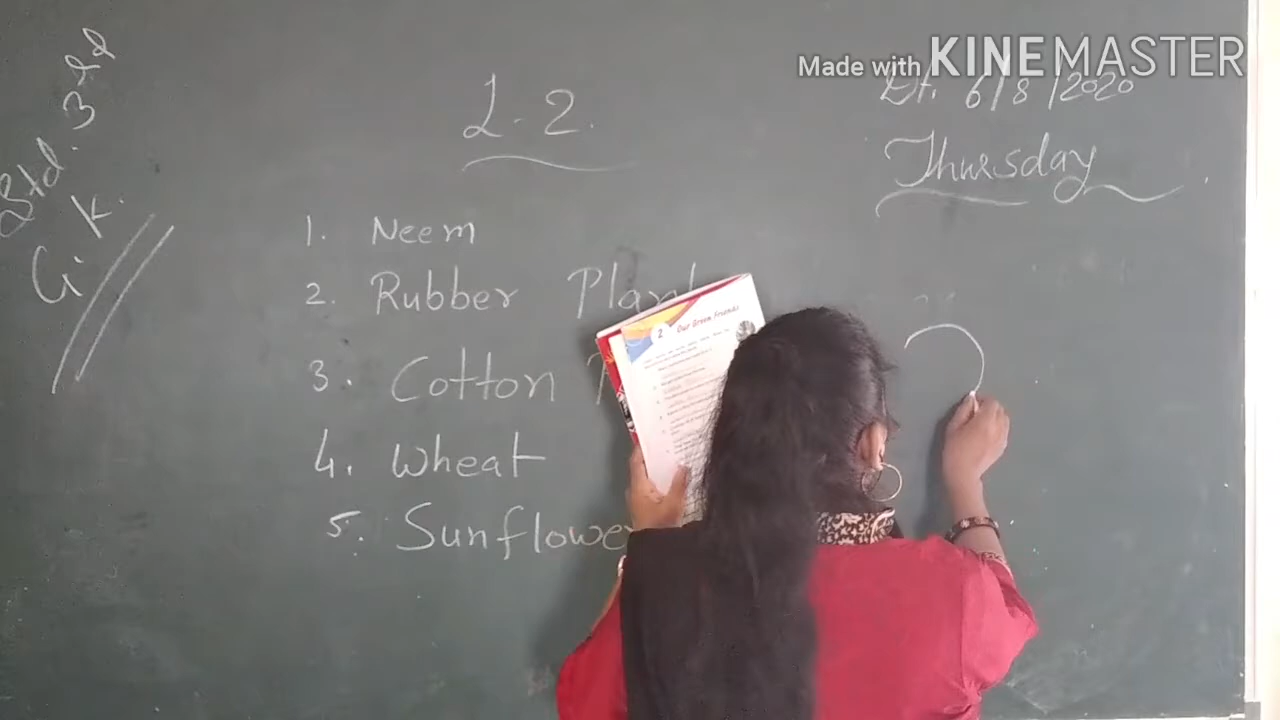 Made with KINEMASTER
Std. 3rd
G.K.
L-2.
Dt. 6/8/2020
Thursday
1. Neem
2. Rubber Plant
3. Cotton
4. Wheat
5. Sunflower
2 Our Green Friends